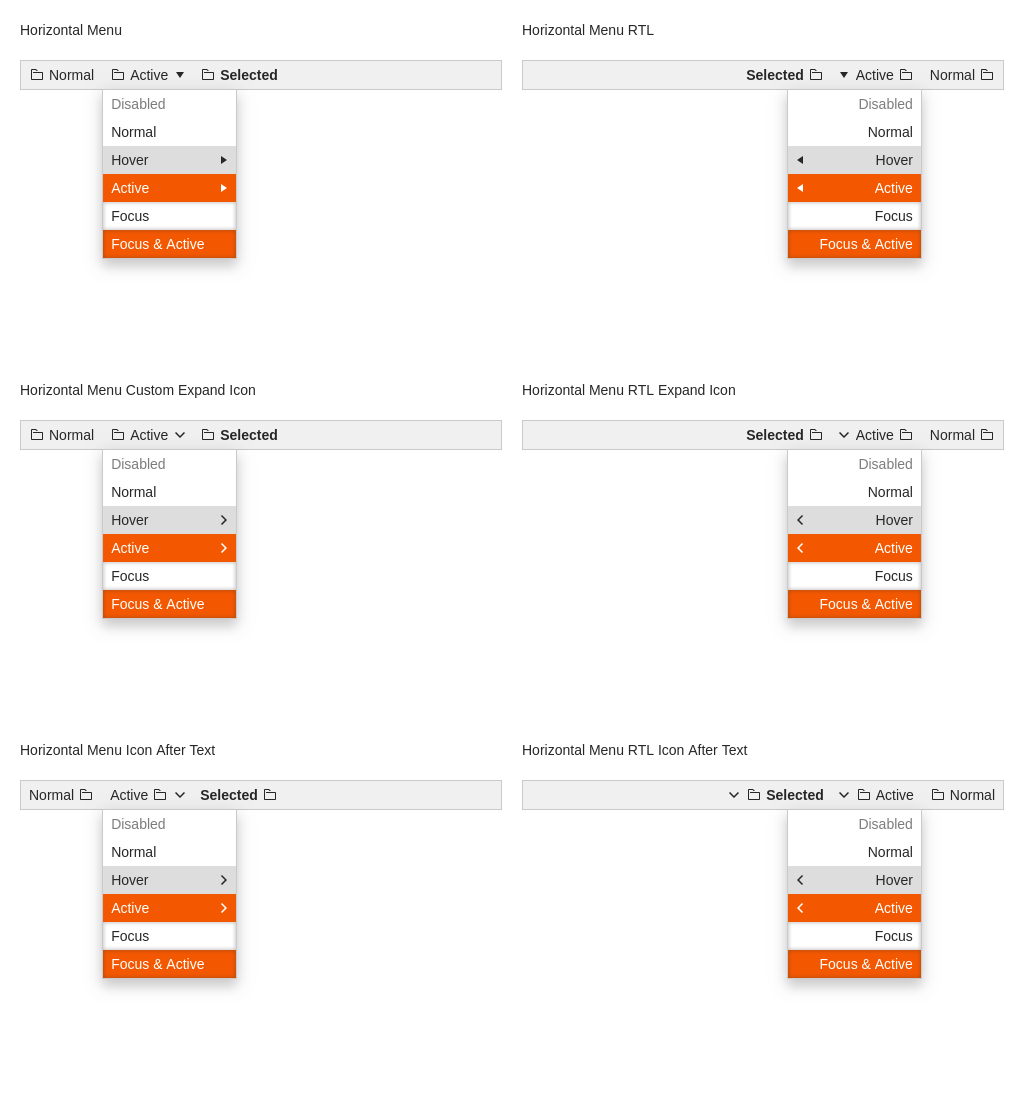 Horizontal Menu
Normal Active Selected
Disabled
Normal
Hover
Active
Focus
Focus & Active
Horizontal Menu RTL
Selected Active Normal
Disabled
Normal
Hover
Active
Focus
Focus & Active
Horizontal Menu Custom Expand Icon
Normal Active Selected
Disabled
Normal
Hover
Active
Focus
Focus & Active
Horizontal Menu RTL Expand Icon
Selected Active Normal
Disabled
Normal
Hover
Active
Focus
Focus & Active
Horizontal Menu Icon After Text
Normal Active Selected
Disabled
Normal
Hover
Active
Focus
Focus & Active
Horizontal Menu RTL Icon After Text
Selected Active Normal
Disabled
Normal
Hover
Active
Focus
Focus & Active